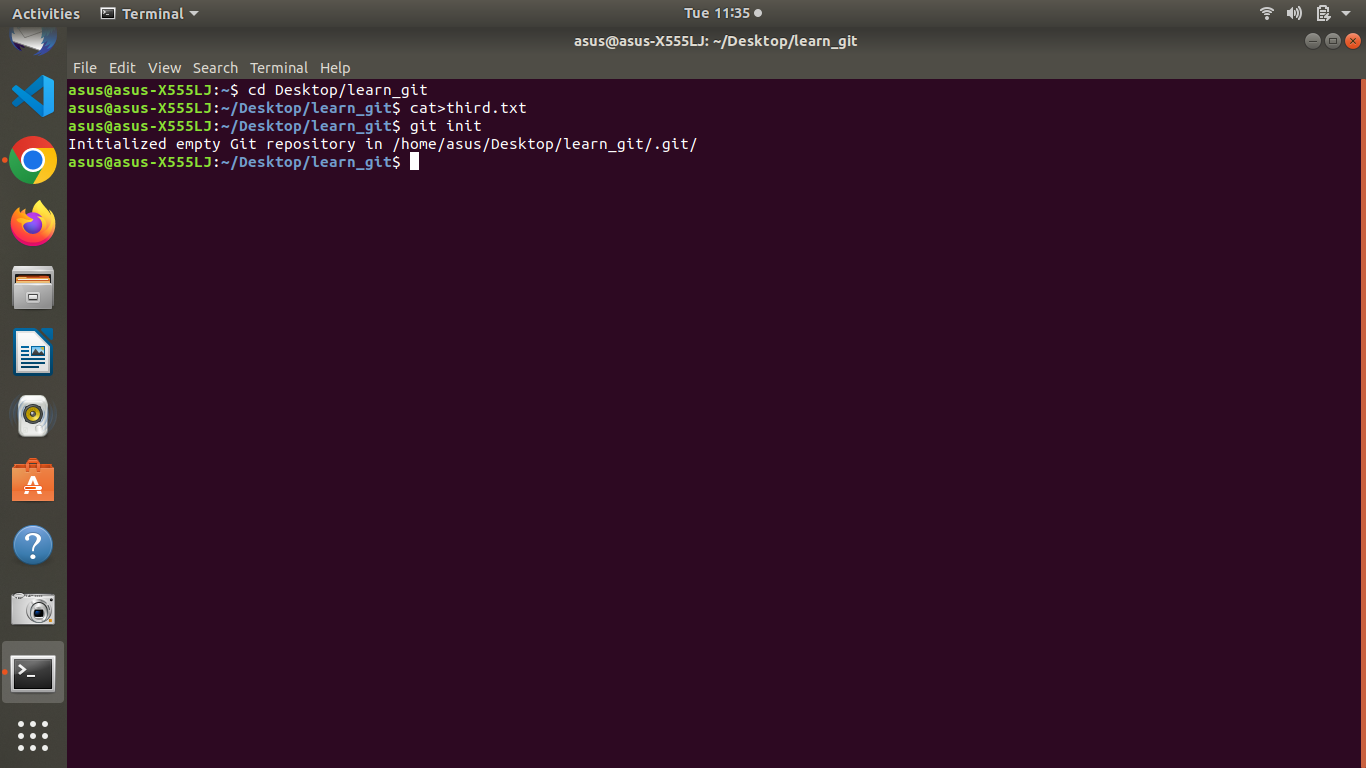 Activities Terminal Tue 11:35
asus@asus-X555LJ: ~/Desktop/learn_git
File Edit View Search Terminal Help
asus@asus-X555LJ:~$ cd Desktop/learn_git
asus@asus-X555LJ:~/Desktop/learn_git$ cat>third.txt
asus@asus-X555LJ:~/Desktop/learn_git$ git init
Initialized empty Git repository in /home/asus/Desktop/learn_git/.git/
asus@asus-X555LJ:~/Desktop/learn_git$